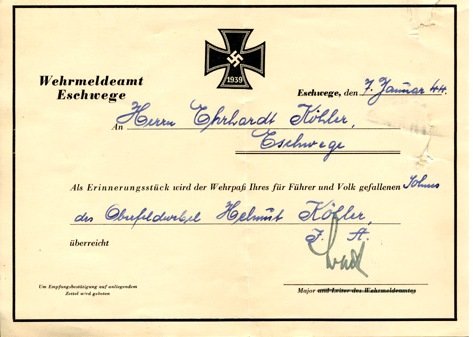 1939
Wehrmeldeamt
Eschwege
Eschwege, den 7. Januar 44.
An Herrn Ehrhardt Köhler,
Eschwege
Als Erinnerungsstück wird der Wehrpaß Ihres für Führer und Volk gefallenen Sohnes
des Oberfeldwebel Helmut Köhler,
überreicht
I. A.
Um Empfangsbestätigung auf anliegendem
Zettel wird gebeten
Major und Leiter des Wehrmeldeamtes